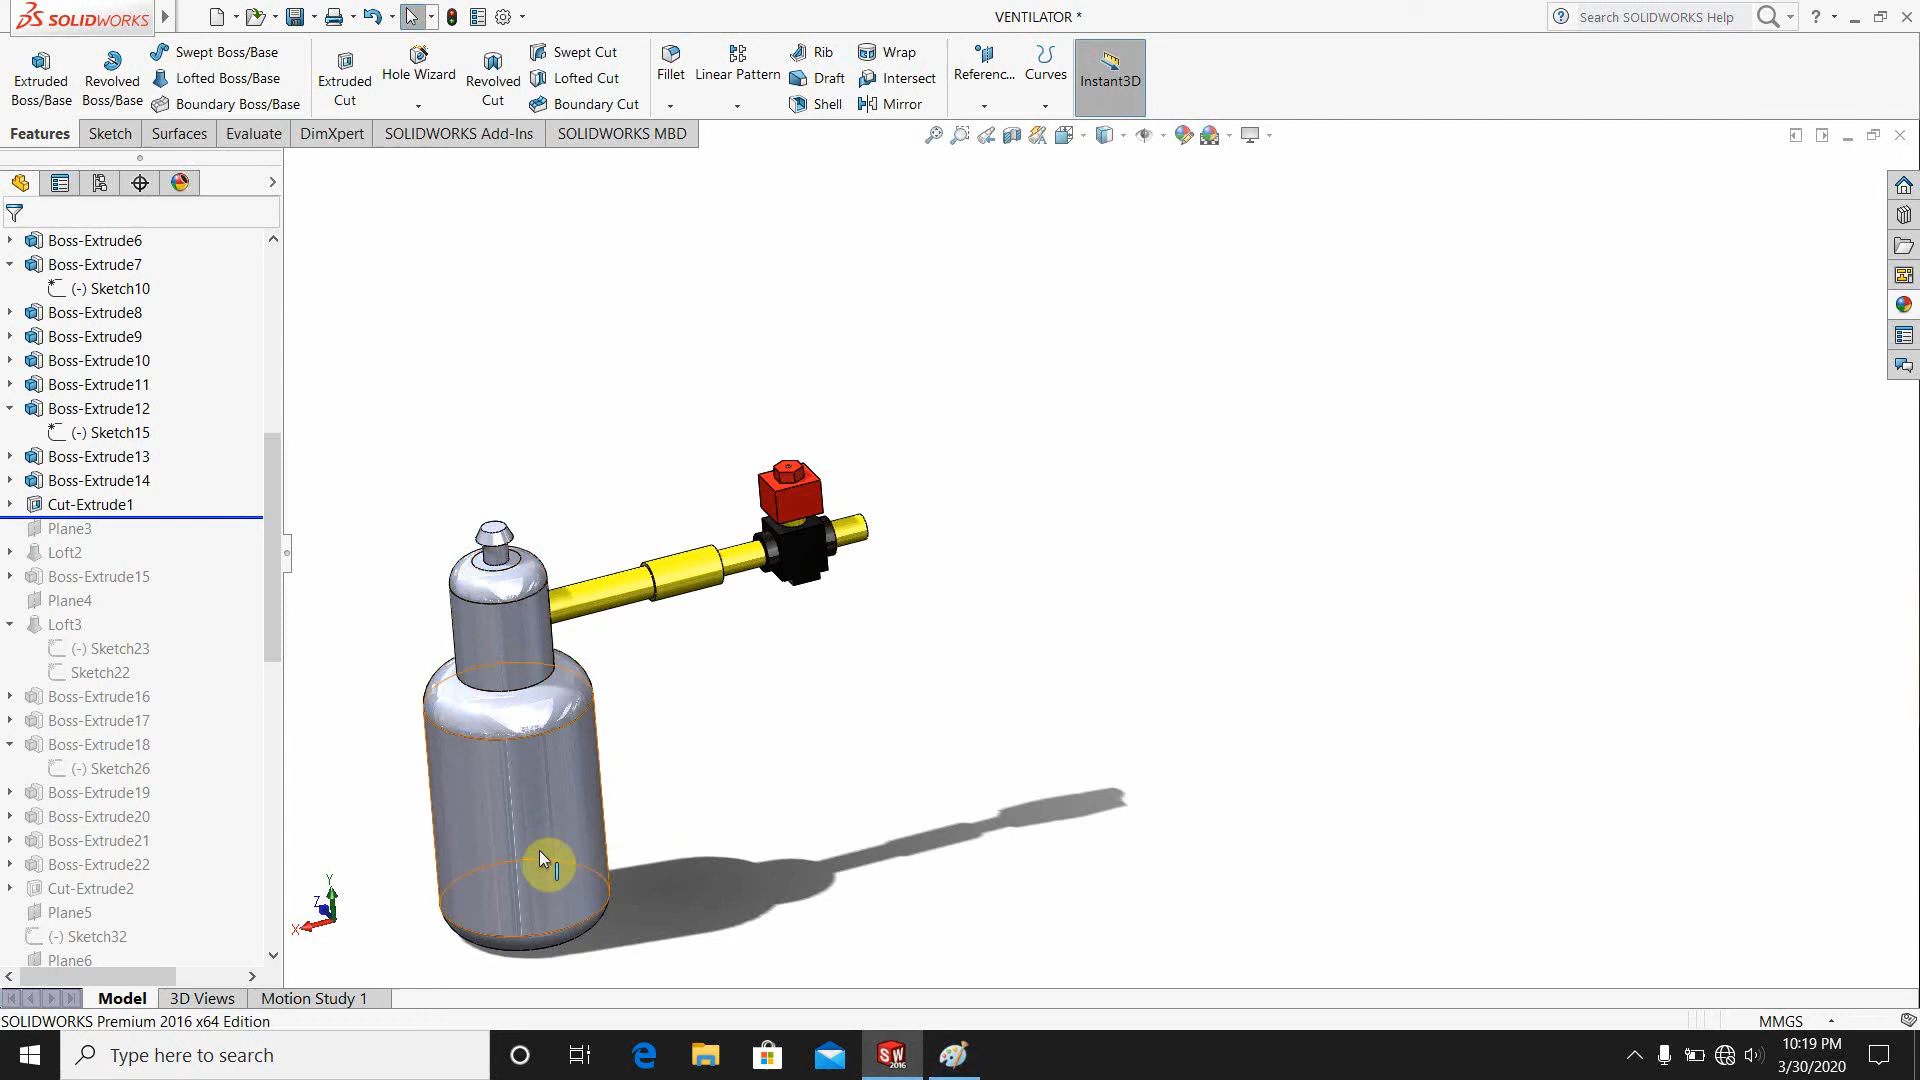 SOLIDWORKS
VENTILATOR *
Search SOLIDWORKS Help
Extruded Boss/Base
Revolved Boss/Base
Swept Boss/Base
Lofted Boss/Base
Boundary Boss/Base
Extruded Cut
Hole Wizard
Revolved Cut
Swept Cut
Lofted Cut
Boundary Cut
Fillet
Linear Pattern
Rib
Draft
Shell
Wrap
Intersect
Mirror
Referenc...
Curves
Instant3D
Features
Sketch
Surfaces
Evaluate
DimXpert
SOLIDWORKS Add-Ins
SOLIDWORKS MBD
Boss-Extrude6
Boss-Extrude7
(-) Sketch10
Boss-Extrude8
Boss-Extrude9
Boss-Extrude10
Boss-Extrude11
Boss-Extrude12
(-) Sketch15
Boss-Extrude13
Boss-Extrude14
Cut-Extrude1
Plane3
Loft2
Boss-Extrude15
Plane4
Loft3
(-) Sketch23
Sketch22
Boss-Extrude16
Boss-Extrude17
Boss-Extrude18
(-) Sketch26
Boss-Extrude19
Boss-Extrude20
Boss-Extrude21
Boss-Extrude22
Cut-Extrude2
Plane5
(-) Sketch32
Plane6
Y
Z
X
Model
3D Views
Motion Study 1
SOLIDWORKS Premium 2016 x64 Edition
MMGS
Type here to search
SW
2016
10:19 PM
3/30/2020